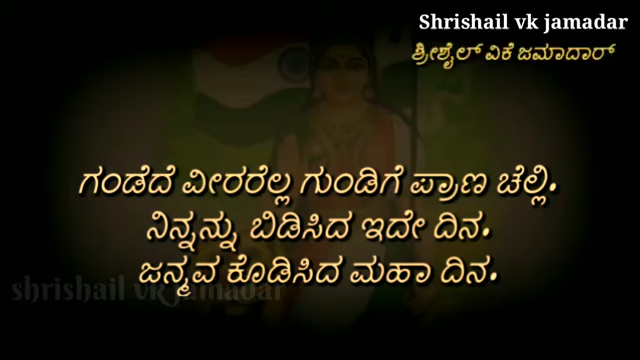 Shrishail vk jamadar
ಶ್ರೀಶೈಲ್ ವಿಕೆ ಜಮಾದಾರ್
ಗಂಡೆದೆ ವೀರರೆಲ್ಲ ಗುಂಡಿಗೆ ಪ್ರಾಣ ಚೆಲ್ಲಿ.
ನಿನ್ನನ್ನು ಬಿಡಿಸಿದ ಇದೇ ದಿನ.
ಜನ್ಮವ ಕೊಡಿಸಿದ ಮಹಾ ದಿನ.
shrishail vk jamadar